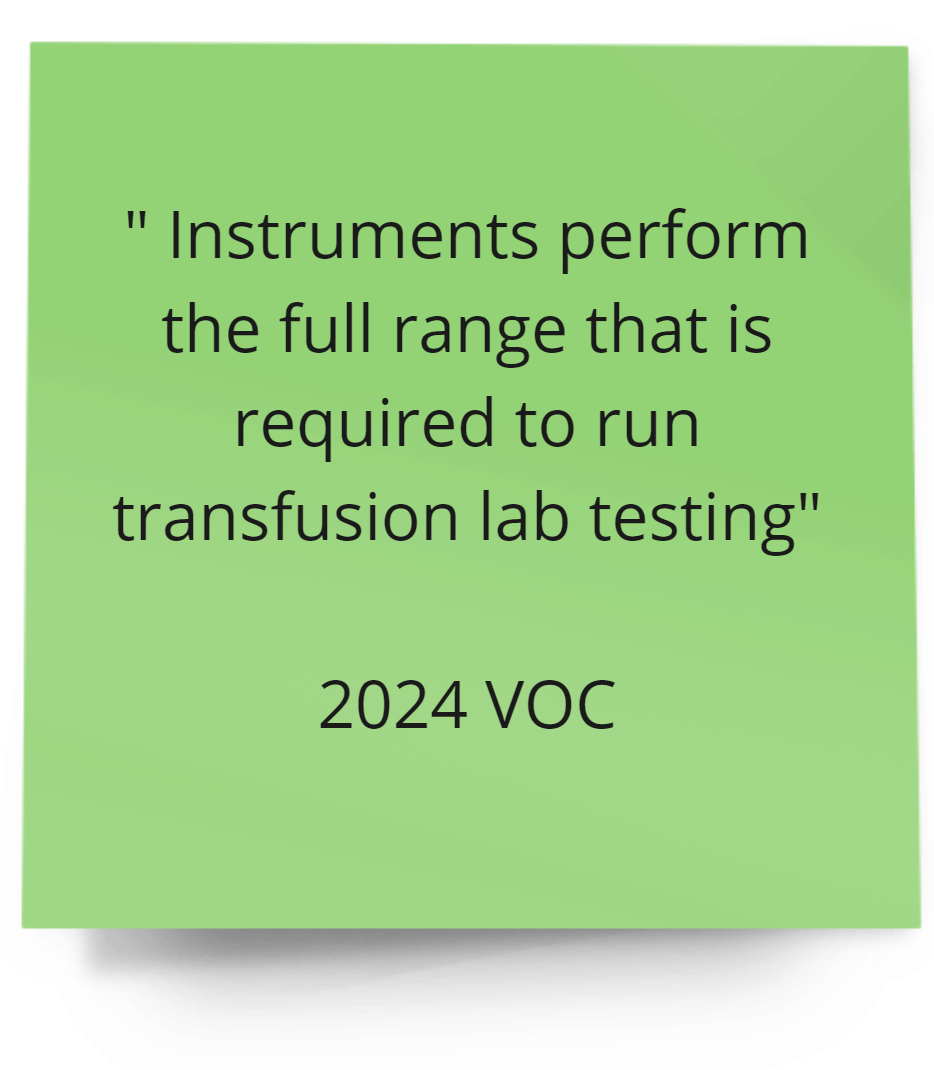 " Instruments perform
the full range that is
required to run
transfusion lab testing"
2024 VOC